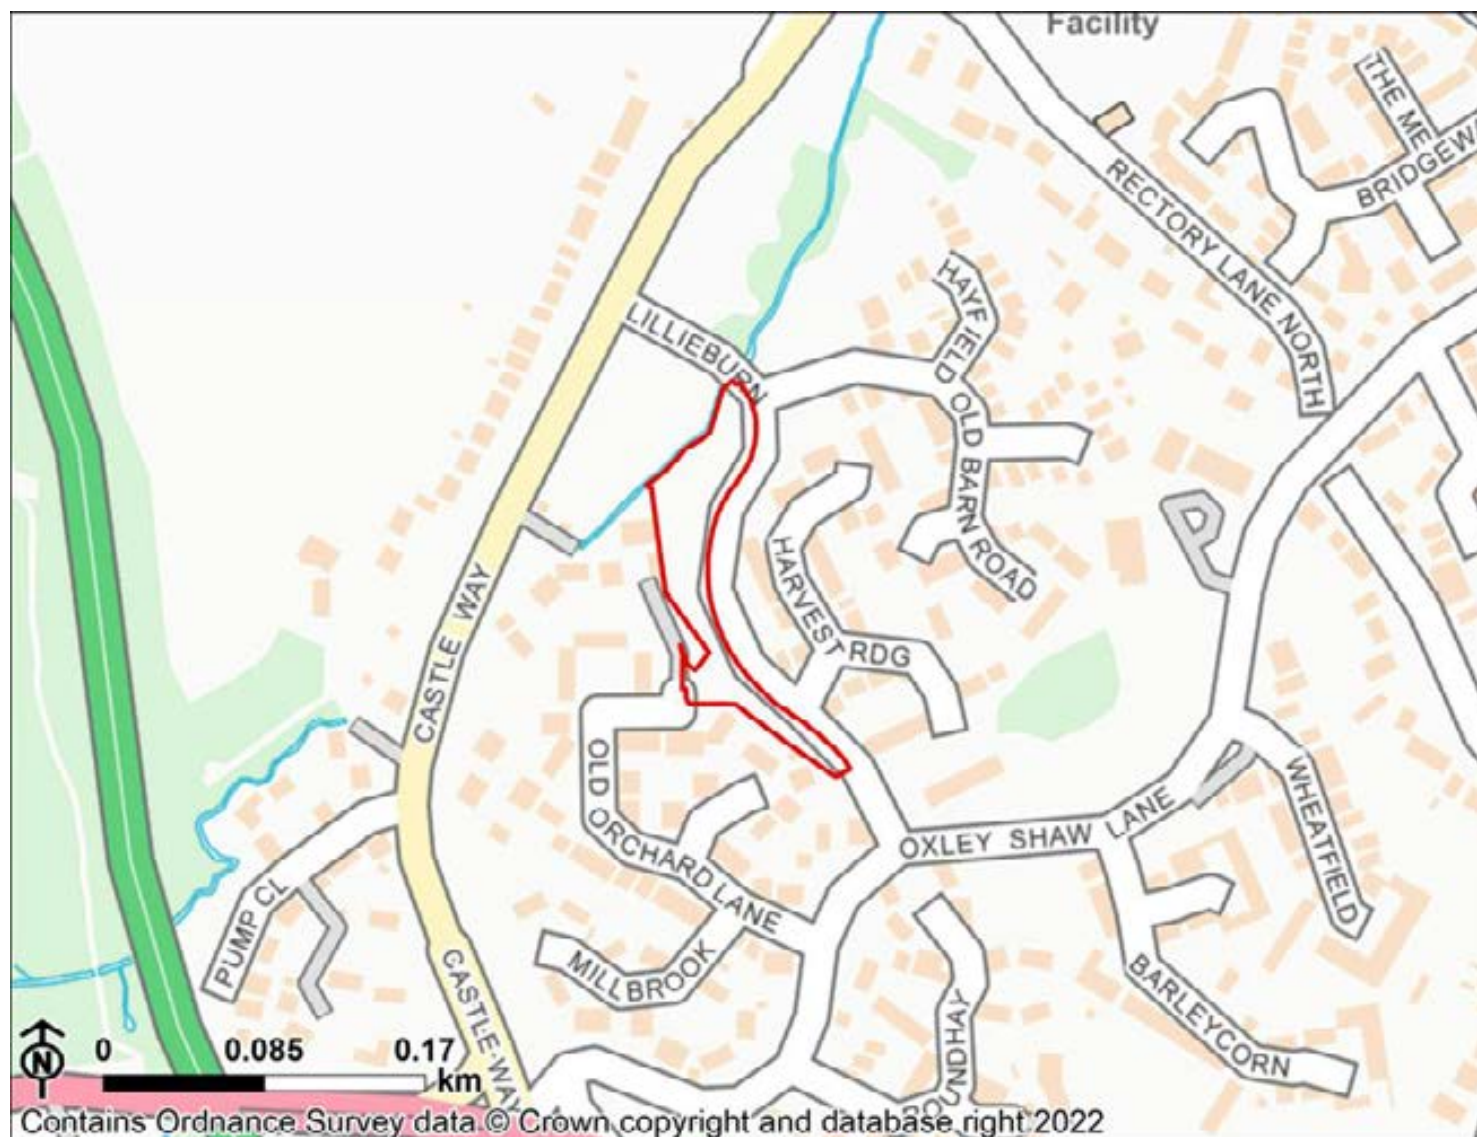 Facility
THE ME
BRIDGEWA
RECTORY LANE NORTH
HAYFIELD
LILLIEBURN
OLD BARN ROAD
HARVEST RDG
CASTLE WAY
OLD ORCHARD LANE
OXLEY SHAW LANE
WHEATFIELD
PUMP CL
MILLBROOK
CASTLE-WAY
BARLEYCORN
N
0 0.085 0.17
km
Contains Ordnance Survey data © Crown copyright and database right 2022